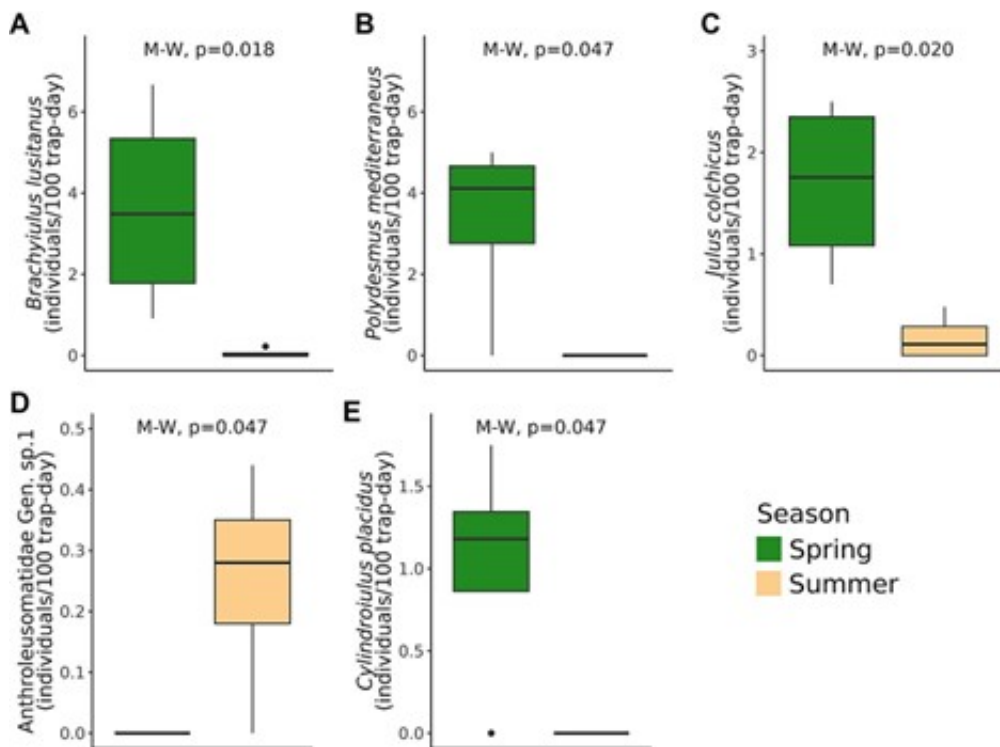 A
M-W, p=0.018
Brachyiulus lusitanus
(individuals/100 trap-day)
6
4
2
0
B
M-W, p=0.047
Polydesmus mediterraneus
(individuals/100 trap-day)
6
4
2
0
C
M-W, p=0.020
Julus colchicus
(individuals/100 trap-day)
3
2
1
0
D
M-W, p=0.047
Anthroleusomatidae Gen. sp.1
(individuals/100 trap-day)
0.5
0.4
0.3
0.2
0.1
0.0
E
M-W, p=0.047
Cylindroiulus placidus
(individuals/100 trap-day)
1.5
1.0
0.5
0.0
Season
Spring
Summer